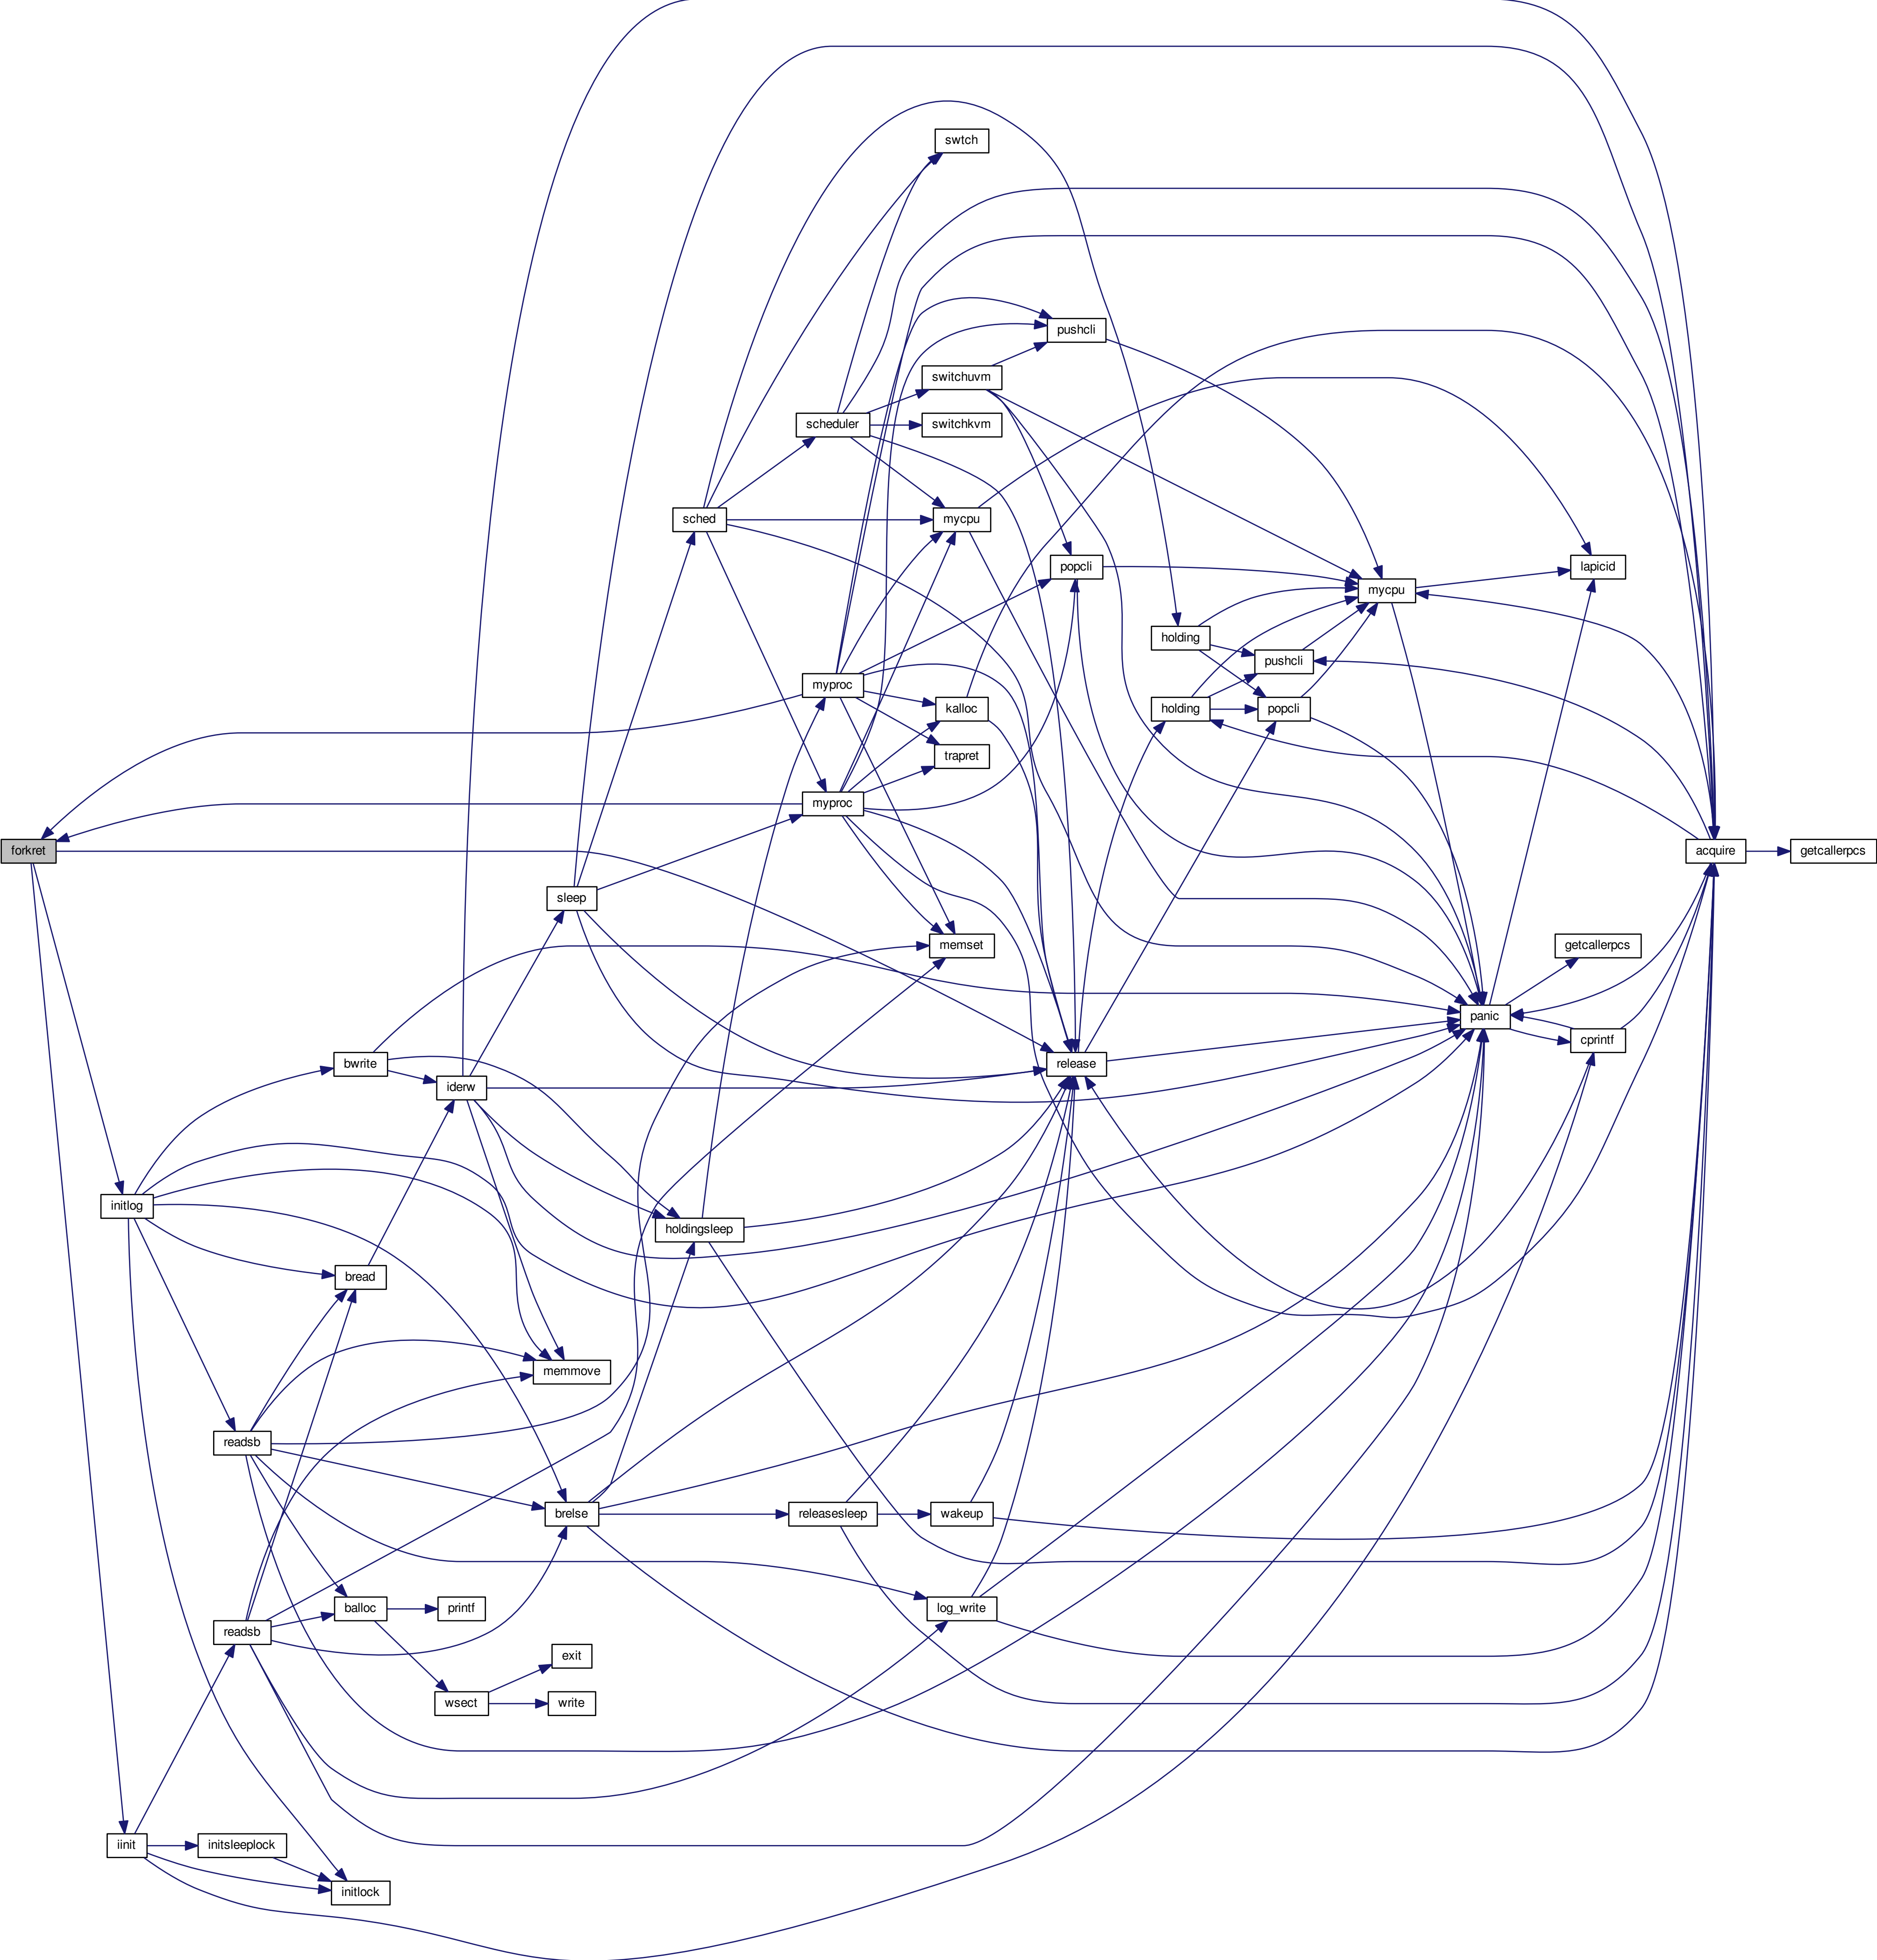 swtch
pushcli
switchuvm
scheduler
switchkvm
sched
mycpu
popcli
lapicid
mycpu
holding
pushcli
myproc
kalloc
holding
popcli
trapret
myproc
forkret
acquire
getcallerpcs
sleep
memset
getcallerpcs
panic
cprintf
bwrite
release
iderw
initlog
holdingsleep
bread
memmove
readsb
brelse
releasesleep
wakeup
balloc
printf
log_write
readsb
exit
wsect
write
iinit
initsleeplock
initlock